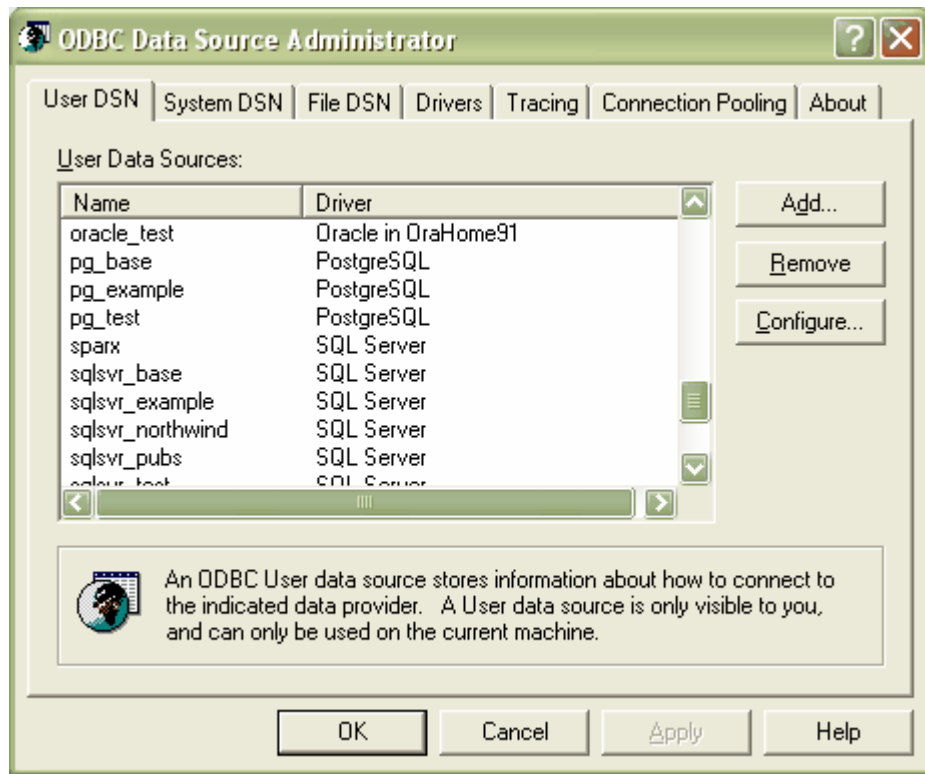 ODBC Data Source Administrator
User DSN System DSN File DSN Drivers Tracing Connection Pooling About
User Data Sources:
Name Driver
oracle_test Oracle in OraHome91
pg_base PostgreSQL
pg_example PostgreSQL
pg_test PostgreSQL
sparx SQL Server
sqlsvr_base SQL Server
sqlsvr_example SQL Server
sqlsvr_northwind SQL Server
sqlsvr_pubs SQL Server
Add...
Remove
Configure...
An ODBC User data source stores information about how to connect to
the indicated data provider. A User data source is only visible to you,
and can only be used on the current machine.
OK Cancel Apply Help